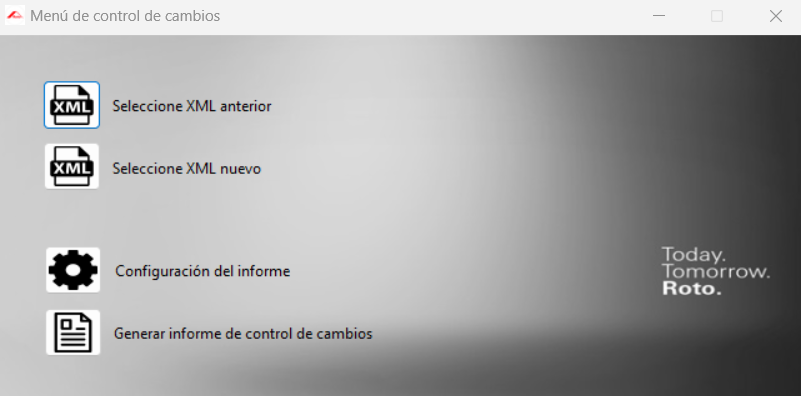 Menú de control de cambios
XML
Seleccione XML anterior
XML
Seleccione XML nuevo
Configuración del informe
Generar informe de control de cambios
Today.
Tomorrow.
Roto.